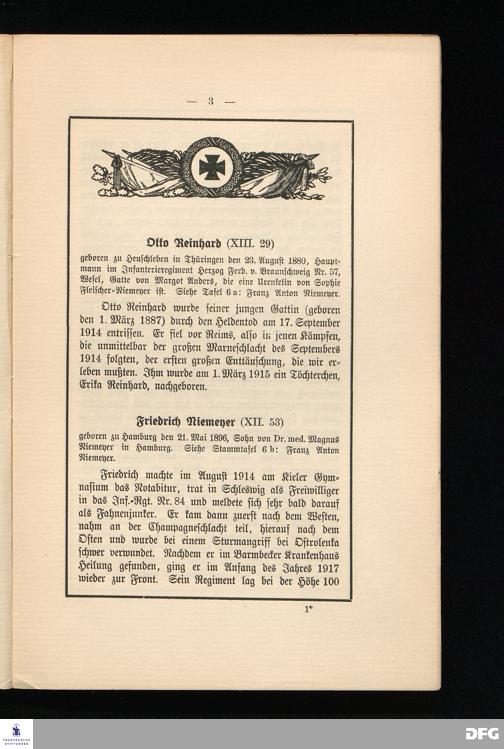 — 3 —
Otto Reinhard (XIII. 29)
geboren zu Heuschleben in Thüringen den 23. August 1880, Haupt-
mann im Infanterieregiment Herzog Ferd. v. Braunschweig Nr. 57,
Wesel, Gatte von Margot Anders, die eine Urenkelin von Sophie
Fleischer-Niemeyer ist. Siehe Tafel 6a: Franz Anton Niemeyer.
Otto Reinhard wurde seiner jungen Gattin (geboren
den 1. März 1887) durch den Heldentod am 17. September
1914 entrissen. Er fiel vor Reims, also in jenen Kämpfen,
die unmittelbar der großen Marneschlacht des Septembers
1914 folgten, der ersten großen Enttäuschung, die wir er-
leben mußten. Ihm wurde am 1. März 1915 ein Töchterchen,
Erika Reinhard, nachgeboren.
Friedrich Niemeyer (XII. 53)
geboren zu Hamburg den 21. Mai 1896, Sohn von Dr. med. Magnus
Niemeyer in Hamburg. Siehe Stammtafel 6b: Franz Anton
Niemeyer.
Friedrich machte im August 1914 am Kieler Gym-
nasium das Notabitur, trat in Schleswig als Freiwilliger
in das Inf.-Rgt. Nr. 84 und meldete sich sehr bald darauf
als Fahnenjunker. Er kam dann zuerst nach dem Westen,
nahm an der Champagneschlacht teil, hierauf nach dem
Osten und wurde bei einem Sturmangriff bei Ostrolenka
schwer verwundet. Nachdem er im Barmbecker Krankenhaus
Heilung gefunden, ging er im Anfang des Jahres 1917
wieder zur Front. Sein Regiment lag bei der Höhe 100
1*
FRANCKESCHE
STIFTUNGEN
DFG